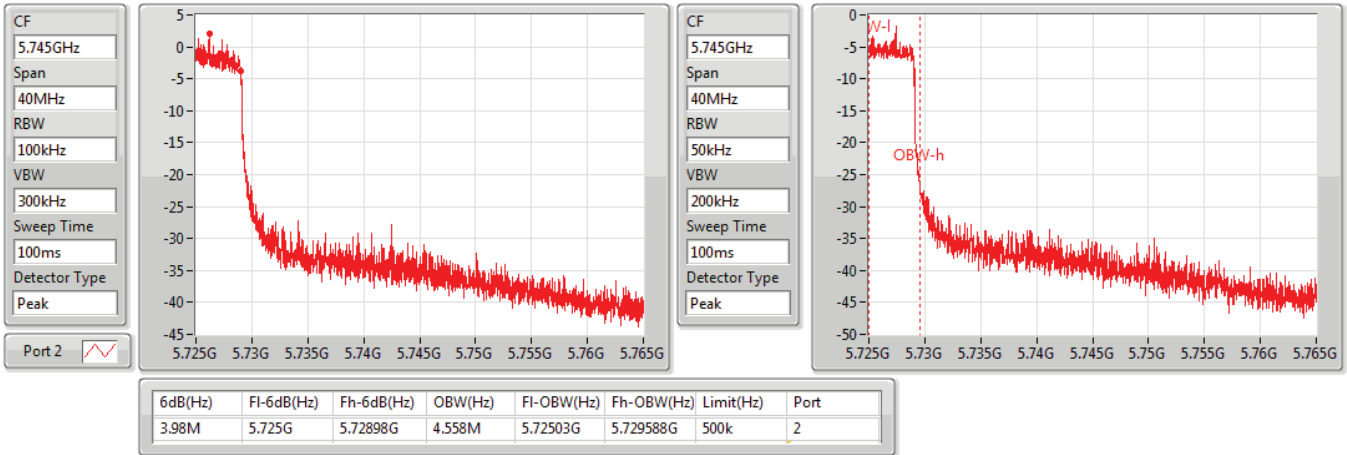 CF
5.745GHz
Span
40MHz
RBW
100kHz
VBW
300kHz
Sweep Time
100ms
Detector Type
Peak
Port 2
5
0
-5
-10
-15
-20
-25
-30
-35
-40
-45
5.725G 5.73G 5.735G 5.74G 5.745G 5.75G 5.755G 5.76G 5.765G
CF
5.745GHz
Span
40MHz
RBW
50kHz
VBW
200kHz
Sweep Time
100ms
Detector Type
Peak
0
-5
-10
-15
-20
-25
-30
-35
-40
-45
-50
W-l
OBW-h
5.725G 5.73G 5.735G 5.74G 5.745G 5.75G 5.755G 5.76G 5.765G
6dB(Hz) Fl-6dB(Hz) Fh-6dB(Hz) OBW(Hz) Fl-OBW(Hz) Fh-OBW(Hz) Limit(Hz) Port
3.98M 5.725G 5.72898G 4.558M 5.72503G 5.729588G 500k 2